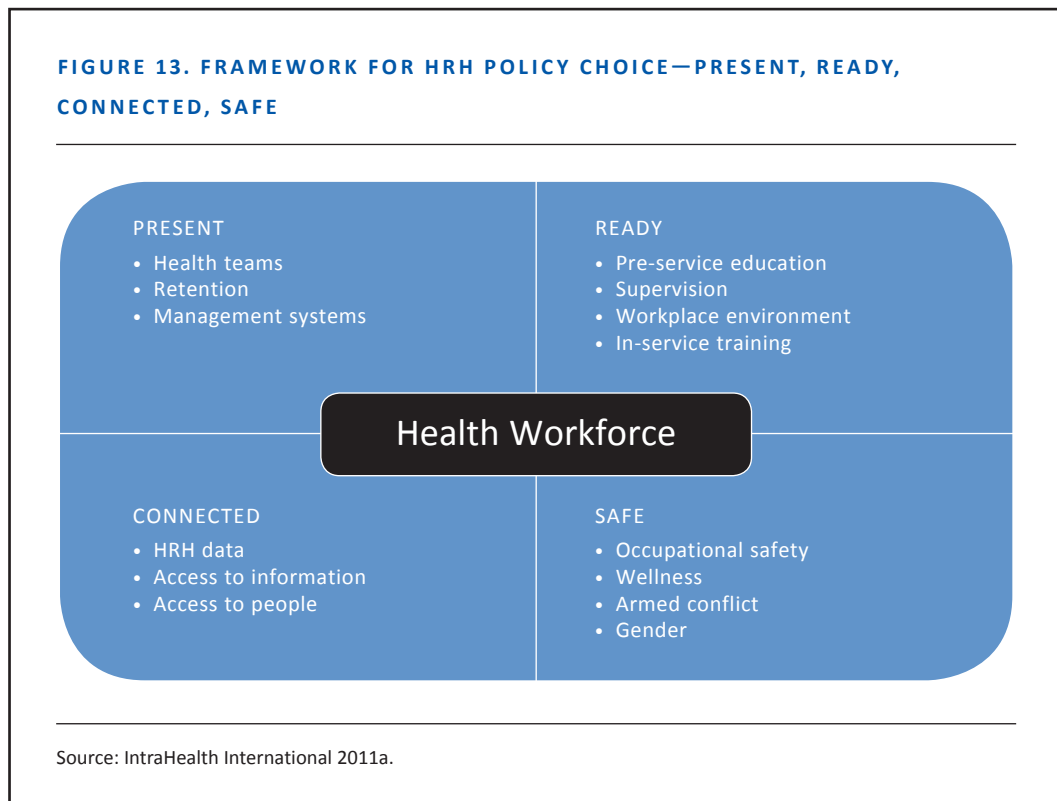 FIGURE 13. FRAMEWORK FOR HRH POLICY CHOICE—PRESENT, READY,
CONNECTED, SAFE
PRESENT
• Health teams
• Retention
• Management systems
READY
• Pre-service education
• Supervision
• Workplace environment
• In-service training
Health Workforce
CONNECTED
• HRH data
• Access to information
• Access to people
SAFE
• Occupational safety
• Wellness
• Armed conflict
• Gender
Source: IntraHealth International 2011a.